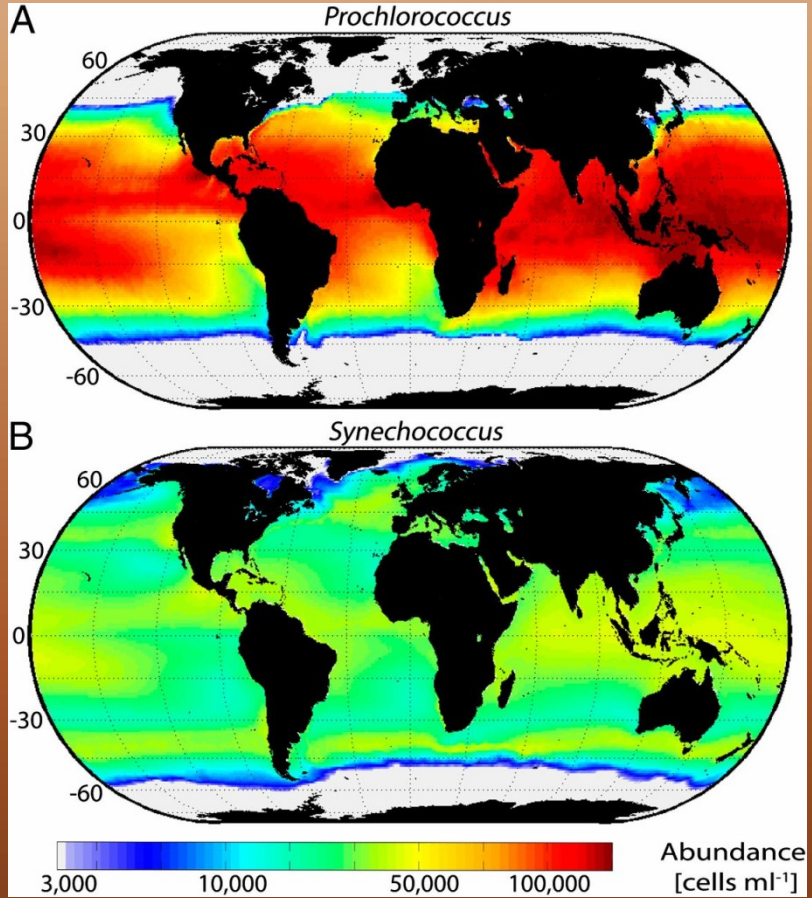 A
Prochlorococcus
60
30
0
-30
-60
B
Synechococcus
60
30
0
-30
-60
3,000 10,000 50,000 100,000
Abundance
[cells ml⁻¹]